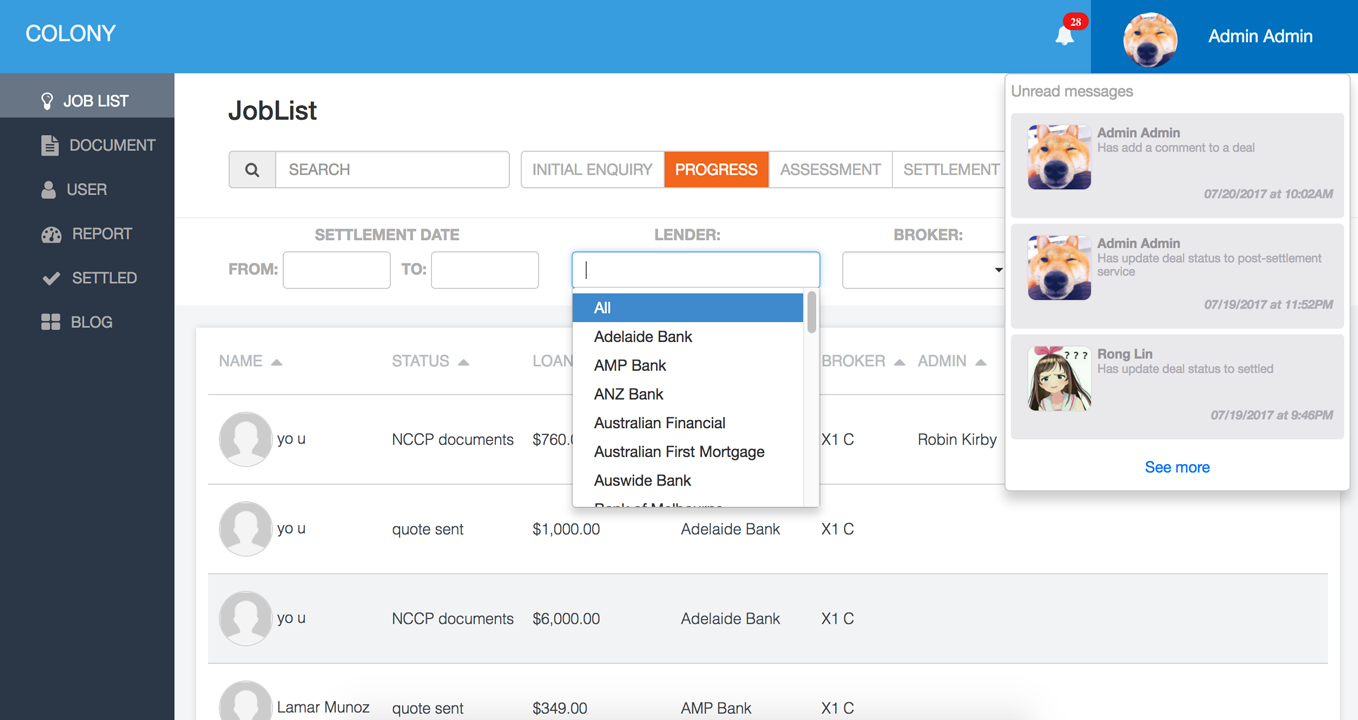 COLONY
28
Admin Admin
JOB LIST
DOCUMENT
USER
REPORT
SETTLED
BLOG
JobList
SEARCH
INITIAL ENQUIRY
PROGRESS
ASSESSMENT
SETTLEMENT
SETTLEMENT DATE
FROM:
TO:
LENDER:
BROKER:
All
Adelaide Bank
AMP Bank
ANZ Bank
Australian Financial
Australian First Mortgage
Auswide Bank
Bank of Melbourne
NAME
STATUS
LOAN
BROKER
ADMIN
yo u
NCCP documents
$760.
X1 C
Robin Kirby
yo u
quote sent
$1,000.00
Adelaide Bank
X1 C
yo u
NCCP documents
$6,000.00
Adelaide Bank
X1 C
Lamar Munoz
quote sent
$349.00
AMP Bank
X1 C
Unread messages
Admin Admin
Has add a comment to a deal
07/20/2017 at 10:02AM
Admin Admin
Has update deal status to post-settlement
service
07/19/2017 at 11:52PM
? ? ?
Rong Lin
Has update deal status to settled
07/19/2017 at 9:46PM
See more